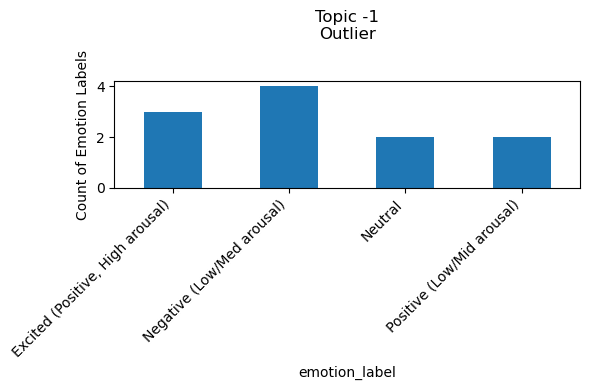 Topic -1
Outlier
Count of Emotion Labels
4
2
0
Excited (Positive, High arousal)
Negative (Low/Med arousal)
Neutral
Positive (Low/Mid arousal)
emotion_label